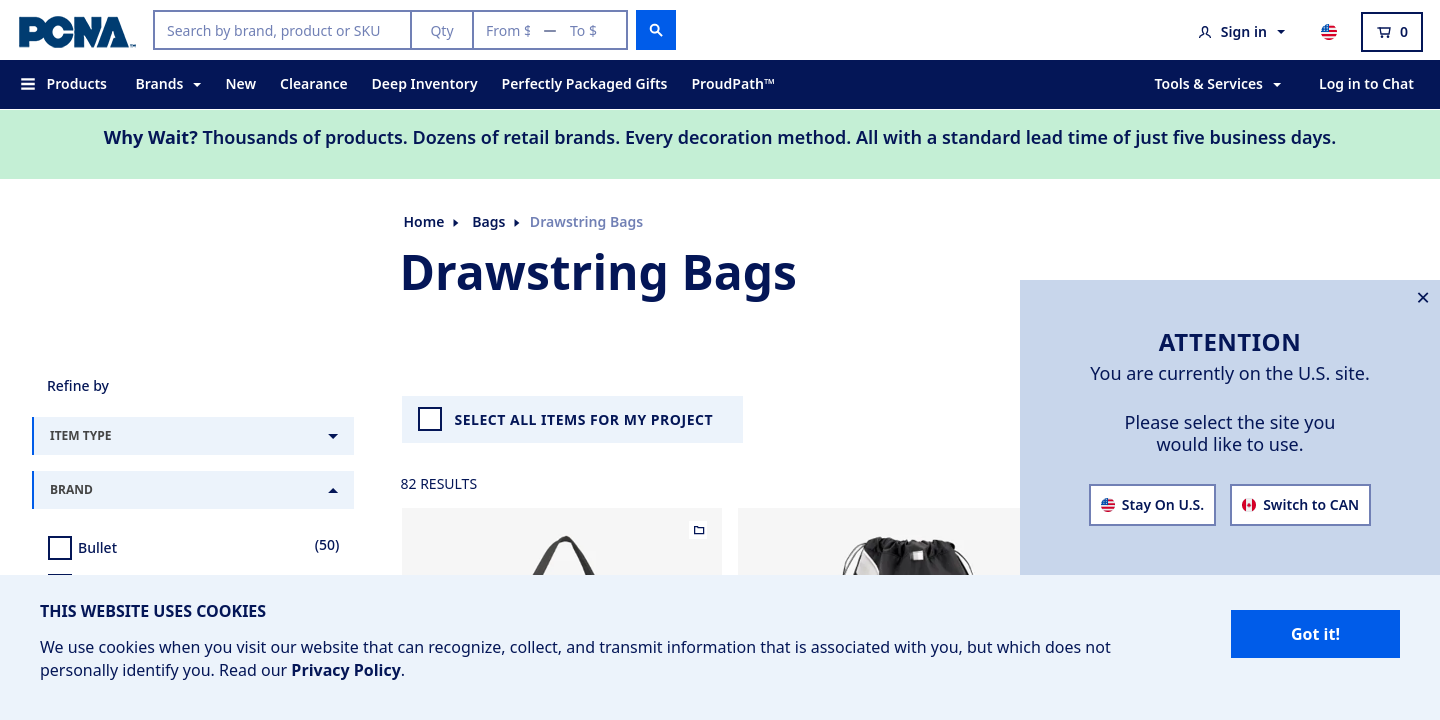 PCNA™
Search by brand, product or SKU
Qty
From $ — To $
Sign in
0
Products
Brands
New
Clearance
Deep Inventory
Perfectly Packaged Gifts
ProudPath™
Tools & Services
Log in to Chat
Why Wait? Thousands of products. Dozens of retail brands. Every decoration method. All with a standard lead time of just five business days.
Home
Bags
Drawstring Bags
Drawstring Bags
ATTENTION
You are currently on the U.S. site.
Please select the site you
would like to use.
Stay On U.S.
Switch to CAN
Refine by
ITEM TYPE
BRAND
Bullet (50)
SELECT ALL ITEMS FOR MY PROJECT
82 RESULTS
THIS WEBSITE USES COOKIES
We use cookies when you visit our website that can recognize, collect, and transmit information that is associated with you, but which does not
personally identify you. Read our Privacy Policy.
Got it!